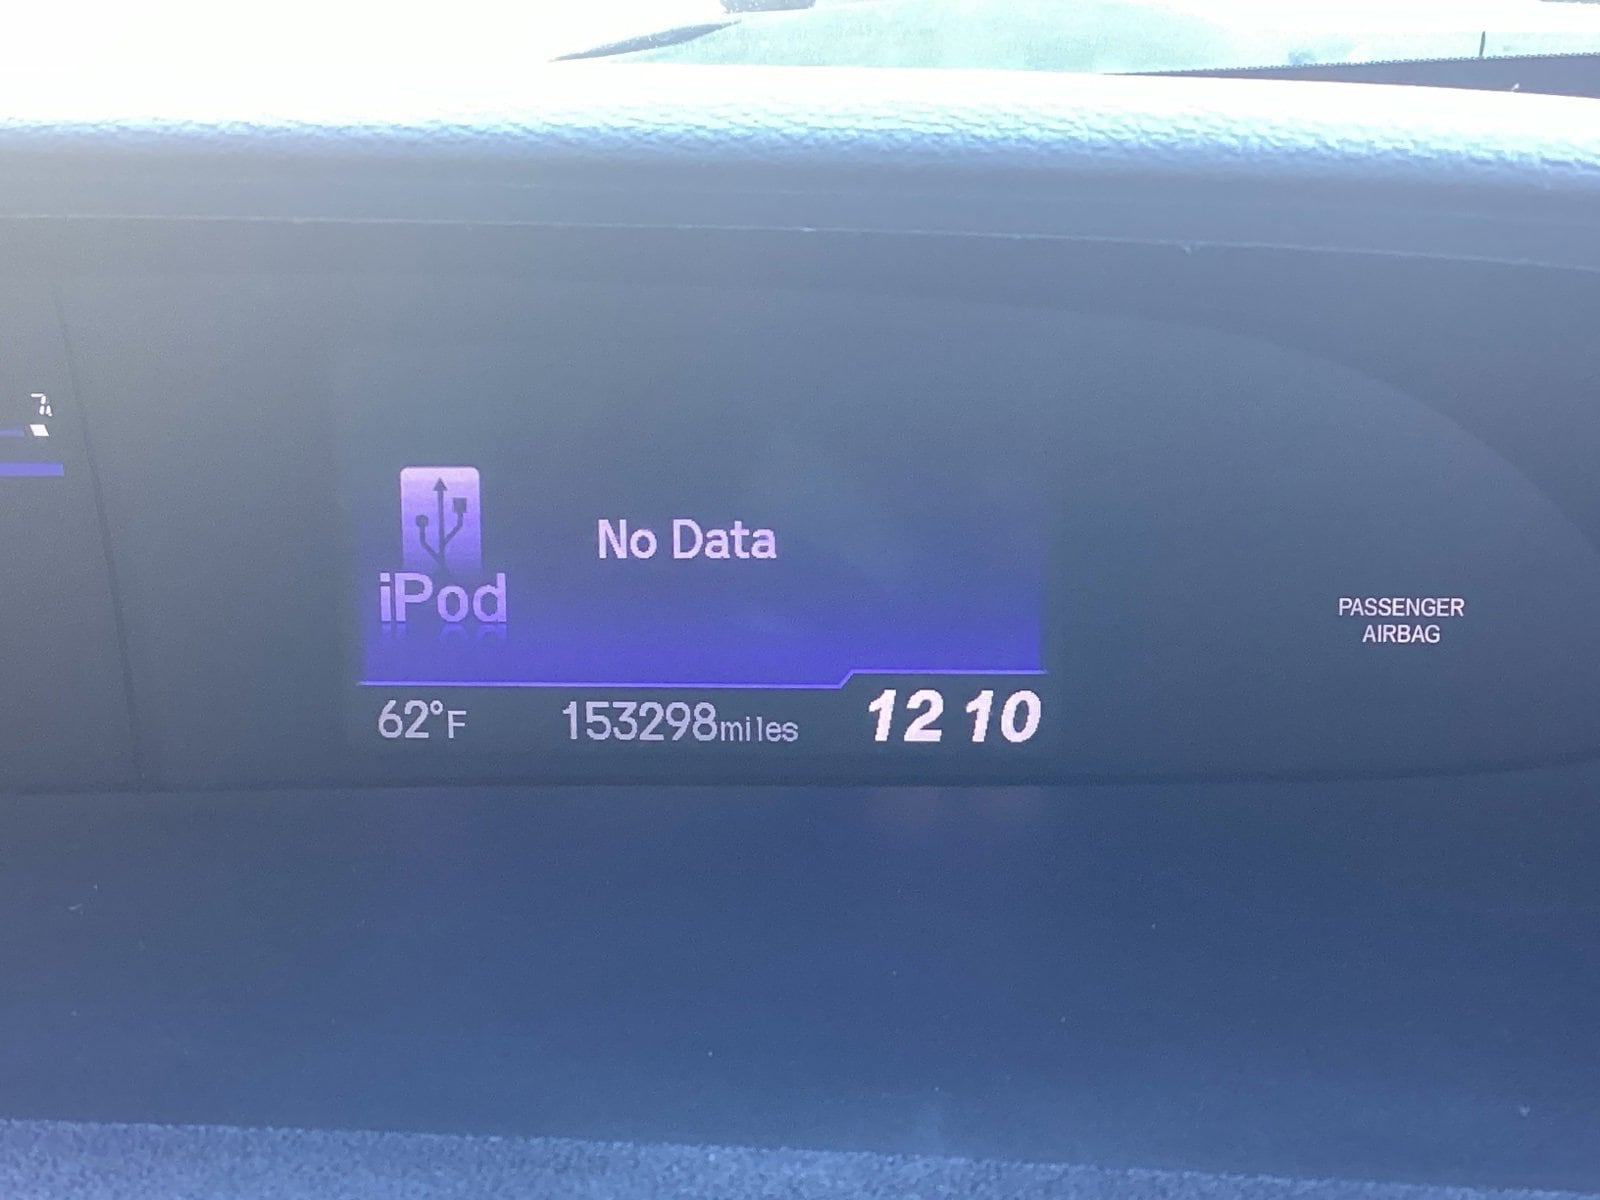 No Data
iPod
62°F 153298miles 12 10
PASSENGER
AIRBAG